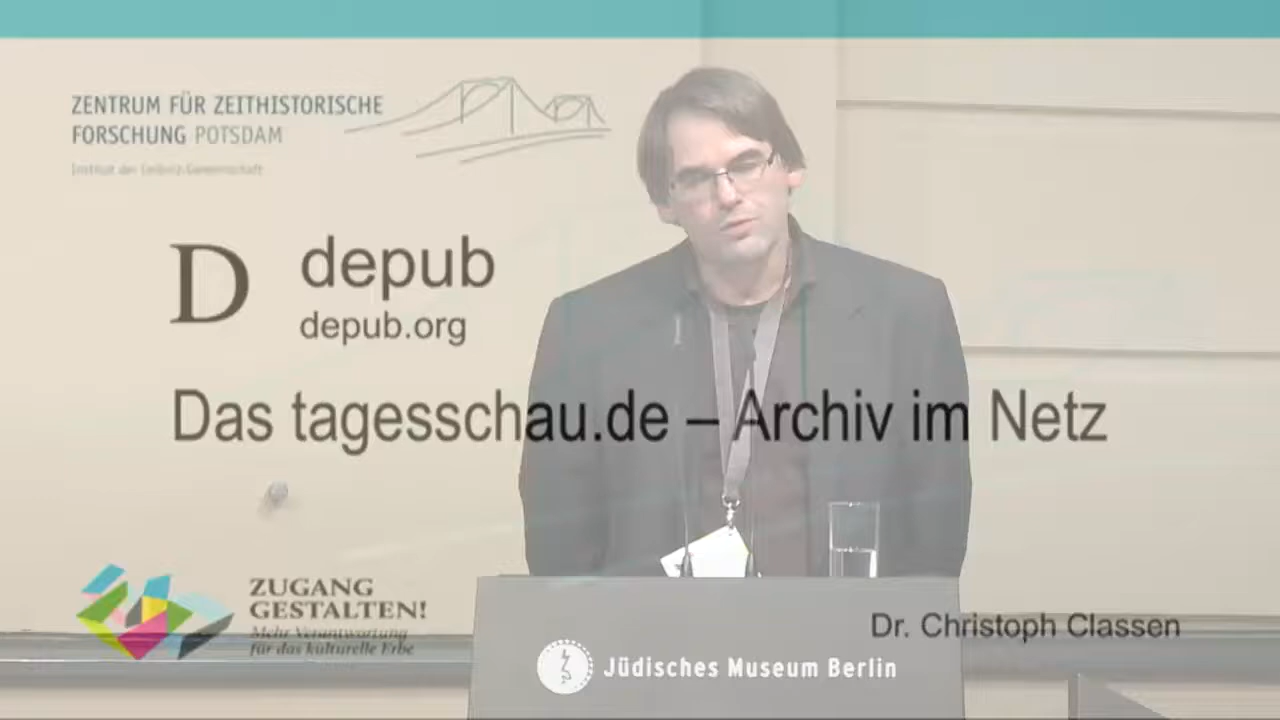 ZENTRUM FÜR ZEITHISTORISCHE
FORSCHUNG POTSDAM
Institut der Leibniz-Gemeinschaft
D
depub
depub.org
Das tagesschau.de – Archiv im Netz
ZUGANG
GESTALTEN!
Mehr Verantwortung
für das kulturelle Erbe
Dr. Christoph Classen
Jüdisches Museum Berlin